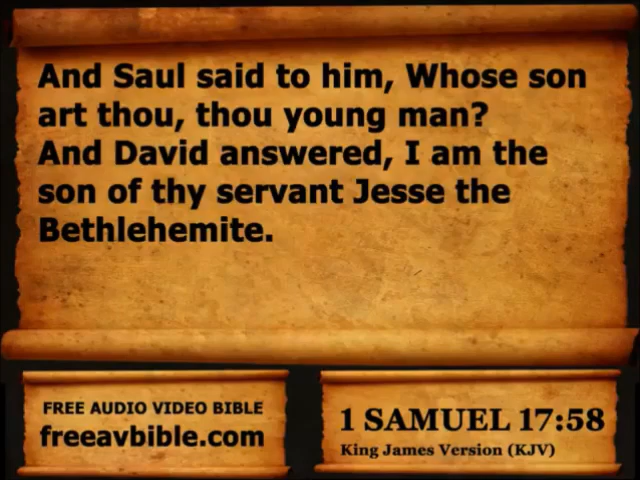 And Saul said to him, Whose son
art thou, thou young man?
And David answered, I am the
son of thy servant Jesse the
Bethlehemite.
FREE AUDIO VIDEO BIBLE
freeavbible.com
1 SAMUEL 17:58
King James Version (KJV)